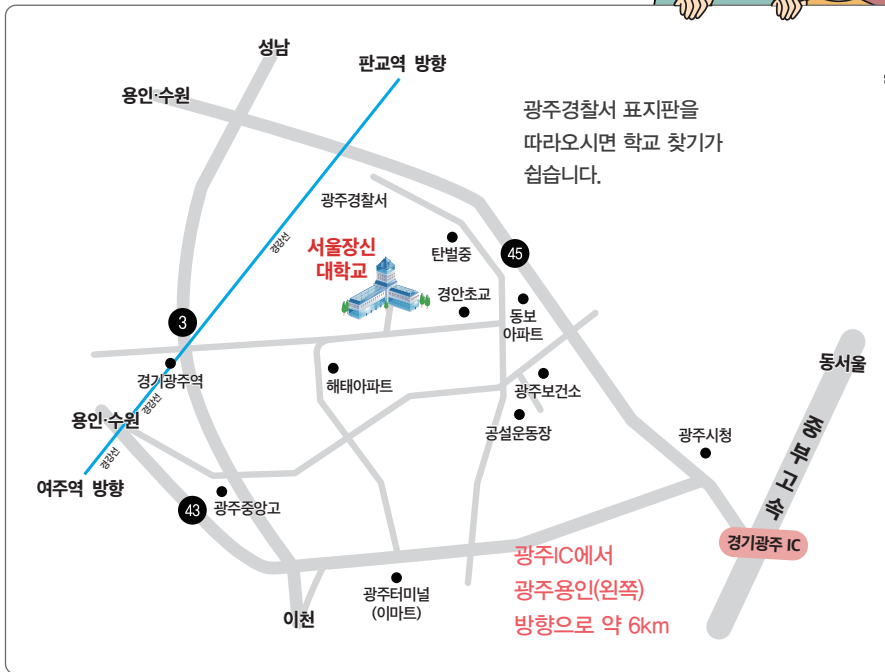 성남
판교역 방향
용인·수원
광주경찰서 표지판을
따라오시면 학교 찾기가
쉽습니다.
광주경찰서
경강선
서울장신
대학교
탄벌중
45
경안초교
동보
아파트
3
동서울
경기광주역
해태아파트
광주보건소
경강선
용인·수원
공설운동장
광주시청
중부고속
경강선
여주역 방향
43
광주중앙고
경기광주 IC
광주IC에서
광주용인(왼쪽)
방향으로 약 6km
광주터미널
(이마트)
이천